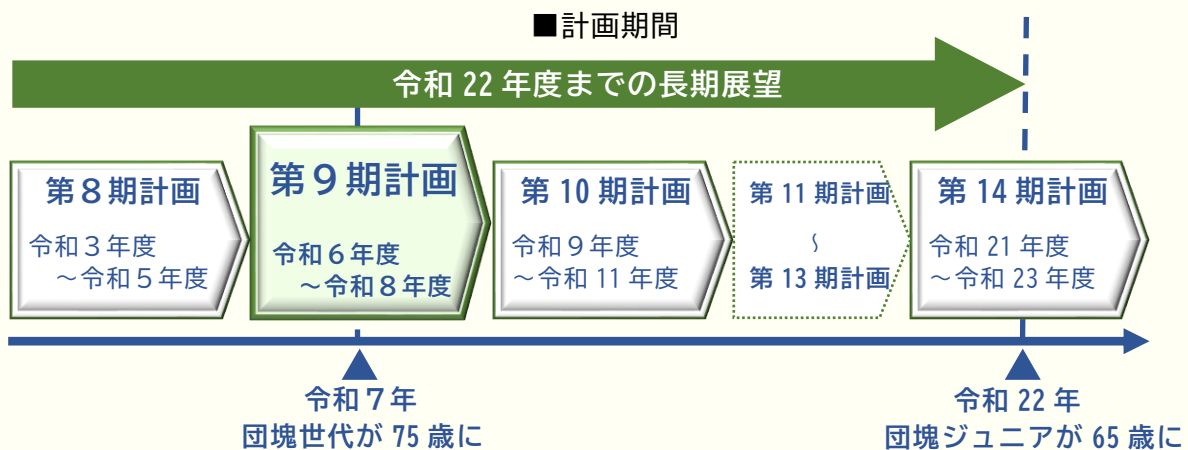 ■計画期間
令和 22 年度までの長期展望
第８期計画
令和３年度
～令和５年度
第９期計画
令和６年度
～令和８年度
第 10 期計画
令和９年度
～令和 11 年度
第 11 期計画
～
第 13 期計画
第 14 期計画
令和 21 年度
～令和 23 年度
令和７年
団塊世代が 75 歳に
令和 22 年
団塊ジュニアが 65 歳に